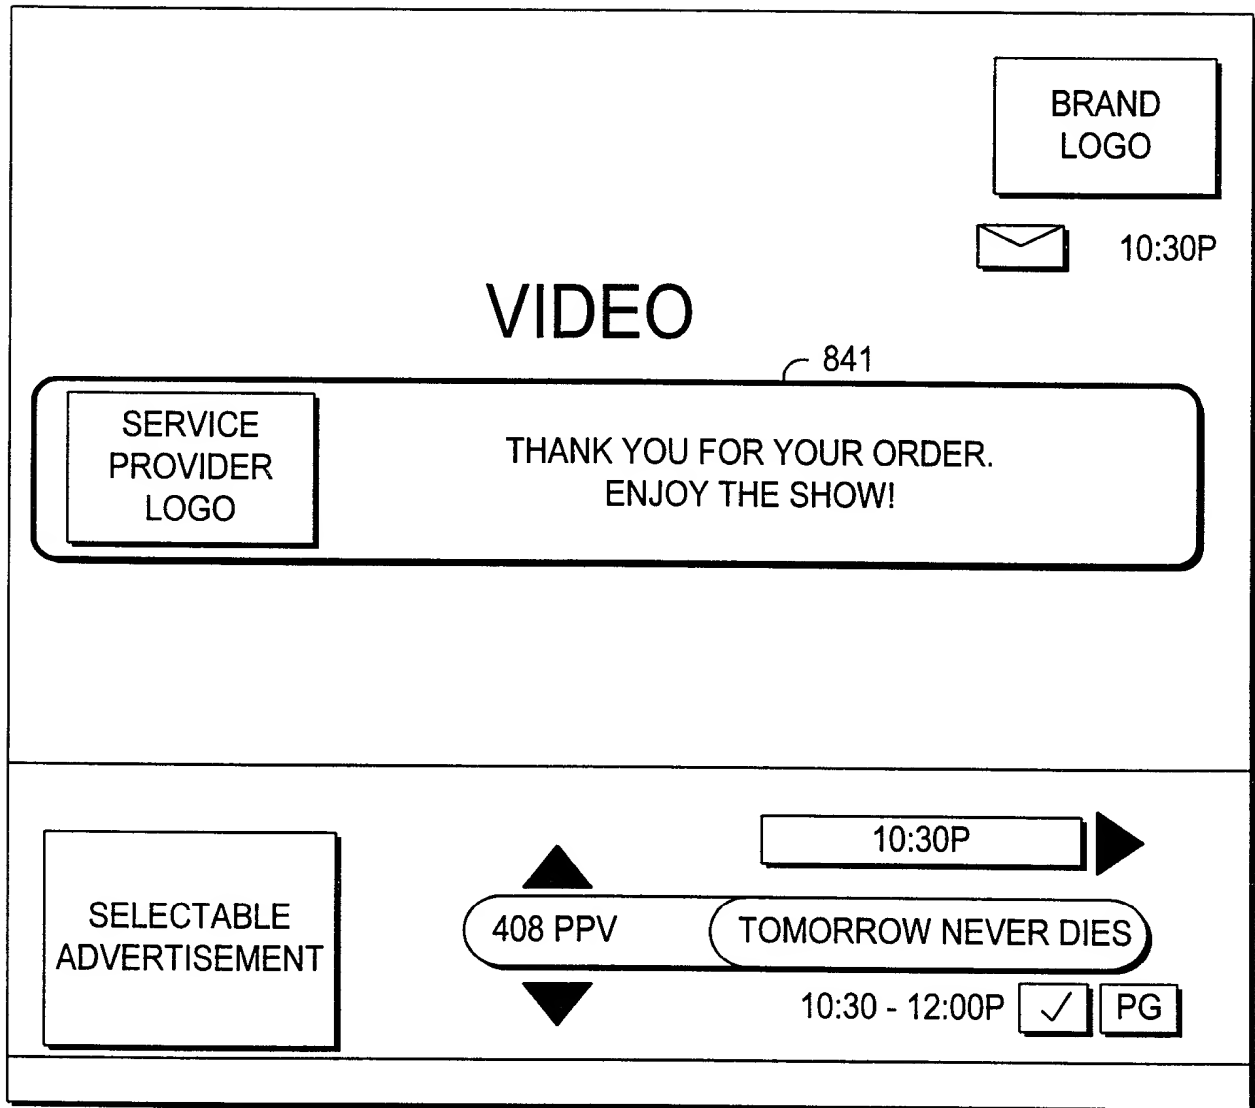 BRAND
LOGO
10:30P
VIDEO
841
SERVICE
PROVIDER
LOGO
THANK YOU FOR YOUR ORDER.
ENJOY THE SHOW!
10:30P
SELECTABLE
ADVERTISEMENT
408 PPV
TOMORROW NEVER DIES
10:30 - 12:00P
PG